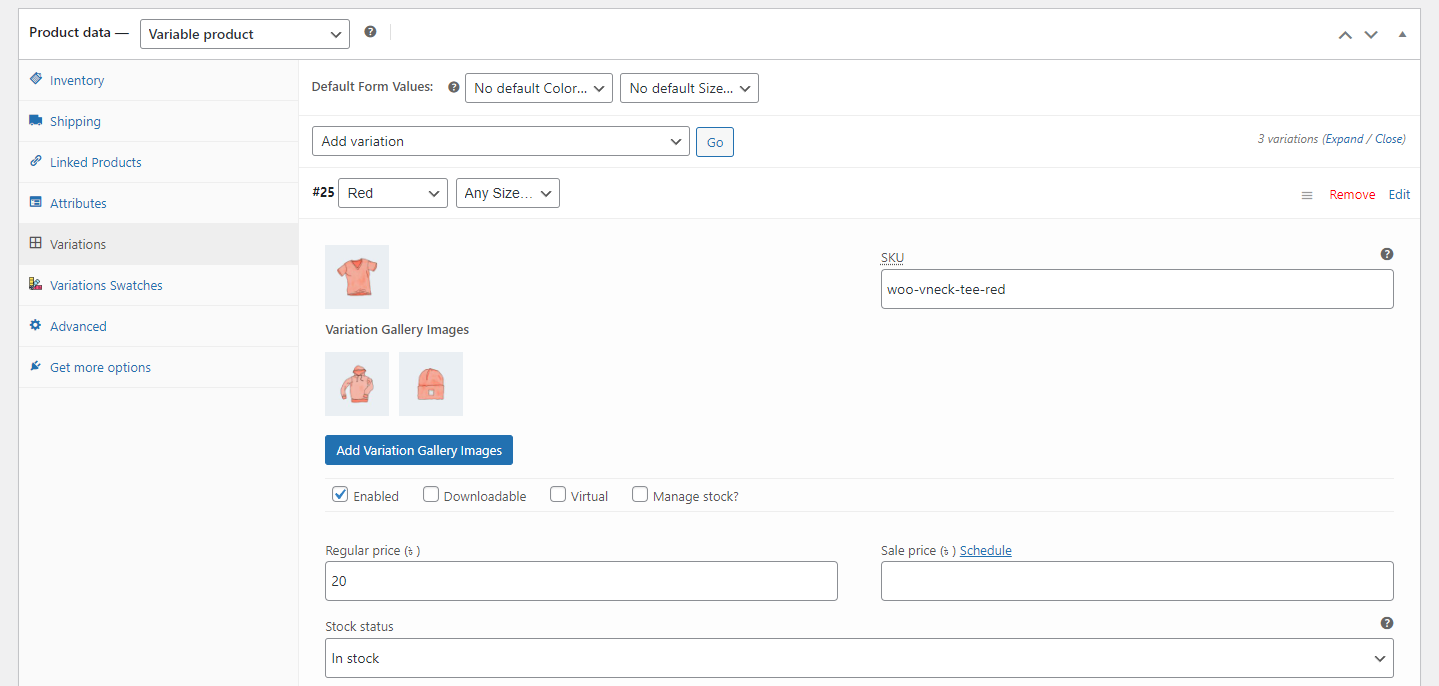 Product data — Variable product
Inventory
Shipping
Linked Products
Attributes
Variations
Variations Swatches
Advanced
Get more options
Default Form Values: No default Color... No default Size...
Add variation Go 3 variations (Expand / Close)
#25 Red Any Size... Remove Edit
SKU
woo-vneck-tee-red
Variation Gallery Images
Add Variation Gallery Images
Enabled Downloadable Virtual Manage stock?
Regular price (৳ ) Sale price (৳ ) Schedule
20
Stock status
In stock